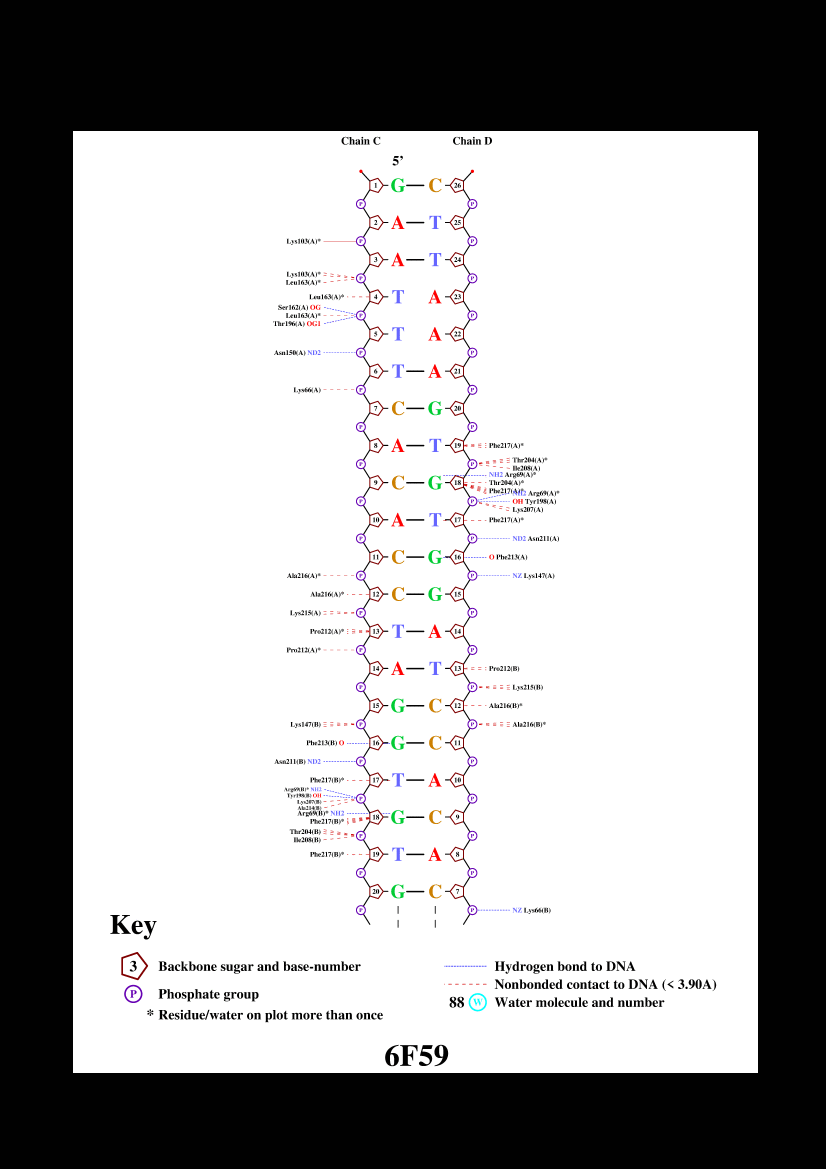 Chain C Chain D
5’
1 G C 26
P P
2 A T 25
Lys103(A)* P P
3 A T 24
Lys103(A)*
Leu163(A)* P P
Leu163(A)* 4 T A 23
Ser162(A) OG
Leu163(A)* P P
Thr196(A) OG1
5 T A 22
Asn150(A) ND2 P P
6 T A 21
Lys66(A) P P
7 C G 20
P P
8 A T 19 Phe217(A)*
P P Thr204(A)*
Ile208(A)
NH2 Arg69(A)*
9 C G 18 Thr204(A)*
Phe217(A)*
NH2 Arg69(A)*
P P OH Tyr198(A)
Lys207(A)
10 A T 17 Phe217(A)*
P P ND2 Asn211(A)
11 C G 16 O Phe213(A)
Ala216(A)* P P NZ Lys147(A)
Ala216(A)* 12 C G 15
Lys215(A) P P
Pro212(A)* 13 T A 14
Pro212(A)* P P
14 A T 13 Pro212(B)
P P Lys215(B)
15 G C 12 Ala216(B)*
Lys147(B) P P Ala216(B)*
Phe213(B) O 16 G C 11
Asn211(B) ND2 P P
Phe217(B)* 17 T A 10
Arg69(B)* NH2
Tyr198(B) OH P P
Lys207(B)
Ala214(B)
Arg69(B)* NH2
18 G C 9
Phe217(B)*
Thr204(B)
Ile208(B) P P
Phe217(B)* 19 T A 8
P P
20 G C 7
P P NZ Lys66(B)
Key
3 Backbone sugar and base-number
P Phosphate group
* Residue/water on plot more than once
Hydrogen bond to DNA
Nonbonded contact to DNA (< 3.90A)
88 W Water molecule and number
6F59